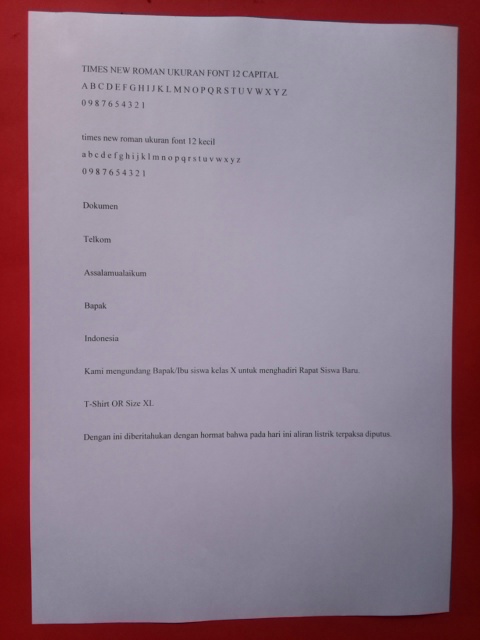 TIMES NEW ROMAN UKURAN FONT 12 CAPITAL
A B C D E F G H I J K L M N O P Q R S T U V W X Y Z
0 9 8 7 6 5 4 3 2 1
times new roman ukuran font 12 kecil
a b c d e f g h i j k l m n o p q r s t u v w x y z
0 9 8 7 6 5 4 3 2 1
Dokumen
Telkom
Assalamualaikum
Bapak
Indonesia
Kami mengundang Bapak/Ibu siswa kelas X untuk menghadiri Rapat Siswa Baru.
T-Shirt OR Size XL
Dengan ini diberitahukan dengan hormat bahwa pada hari ini aliran listrik terpaksa diputus.